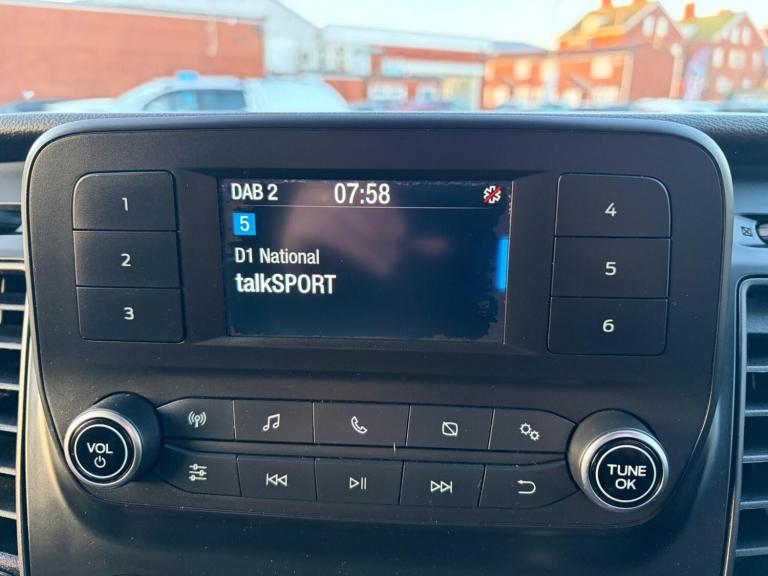 DAB 2 07:58
5
D1 National
talkSPORT
1
2
3
4
5
6
VOL
TUNE
OK